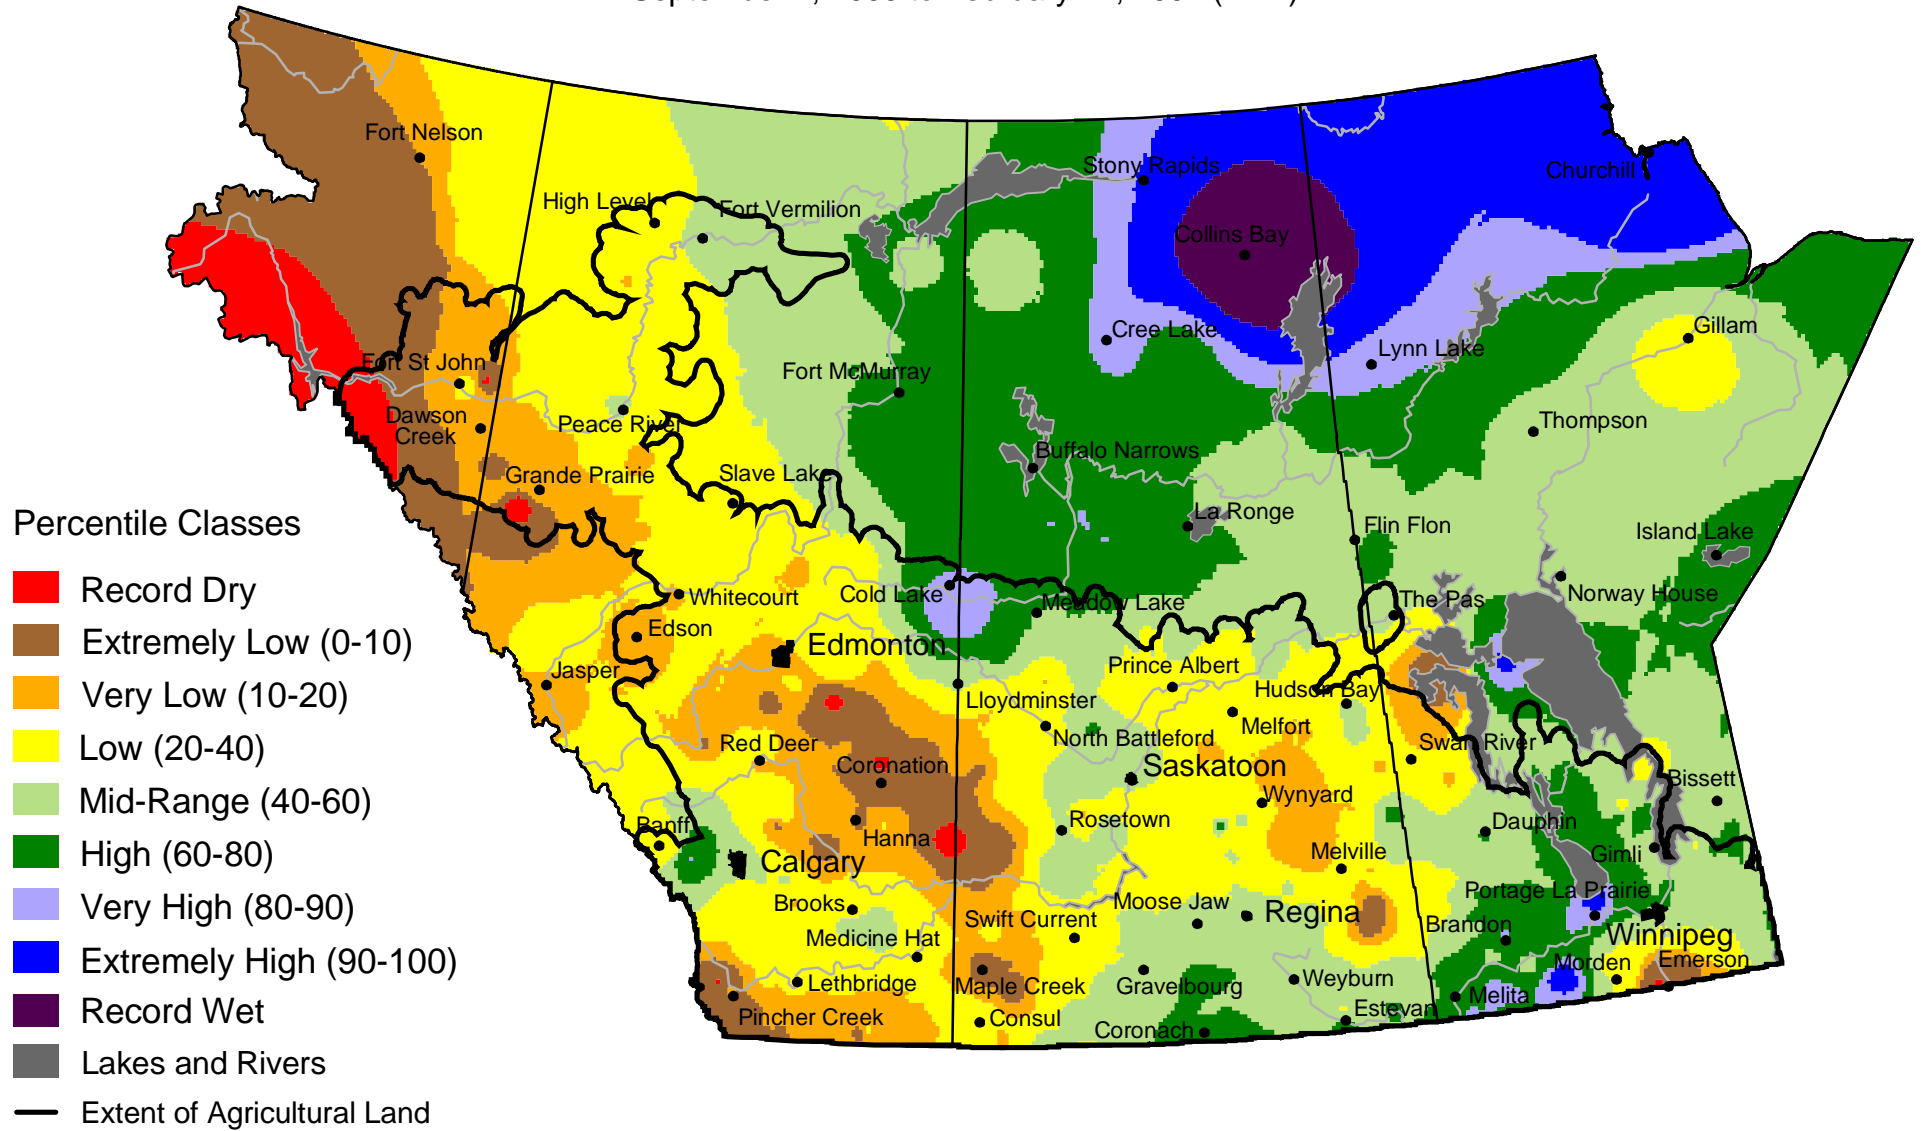 Fort Nelson
High Level
Fort Vermilion
Stony Rapids
Churchill
Collins Bay
Cree Lake
Lynn Lake
Gillam
Fort St John
Fort McMurray
Dawson
Creek
Peace River
Thompson
Buffalo Narrows
Grande Prairie
Slave Lake
La Ronge
Flin Flon
Island Lake
Whitecourt
Cold Lake
Meadow Lake
The Pas
Norway House
Edson
Edmonton
Jasper
Prince Albert
Hudson Bay
Lloydminster
Melfort
North Battleford
Red Deer
Swan River
Coronation
Saskatoon
Bissett
Wynyard
Banff
Hanna
Rosetown
Dauphin
Calgary
Melville
Gimli
Portage La Prairie
Brooks
Moose Jaw
Regina
Swift Current
Brandon
Medicine Hat
Winnipeg
Morden
Emerson
Lethbridge
Maple Creek
Gravelbourg
Weyburn
Melita
Pincher Creek
Consul
Coronach
Estevan
Percentile Classes
Record Dry
Extremely Low (0-10)
Very Low (10-20)
Low (20-40)
Mid-Range (40-60)
High (60-80)
Very High (80-90)
Extremely High (90-100)
Record Wet
Lakes and Rivers
Extent of Agricultural Land